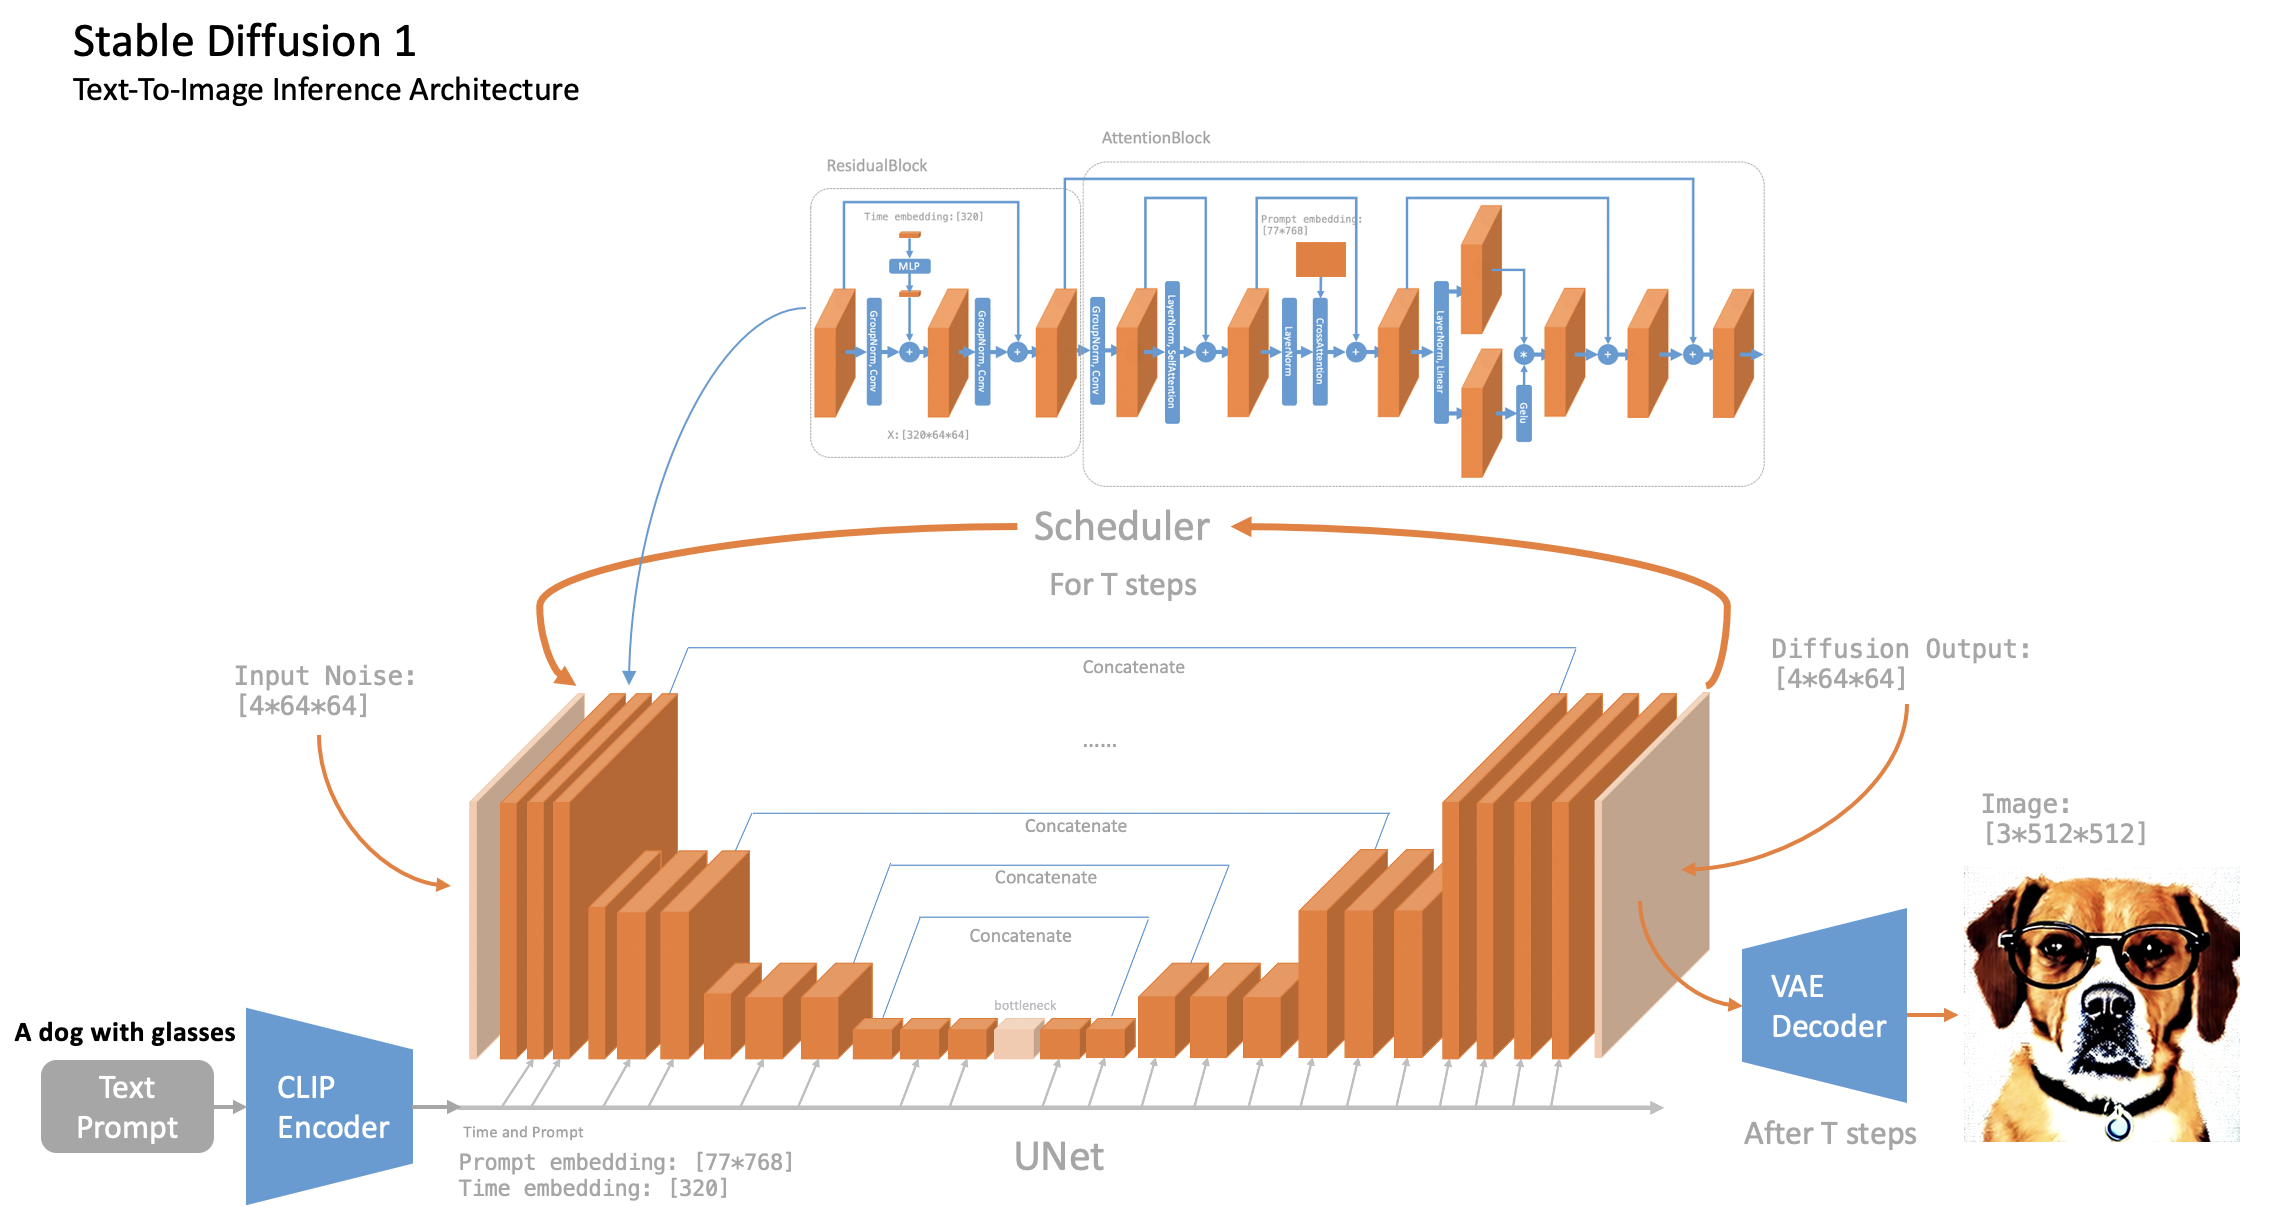 Stable Diffusion 1
Text-To-Image Inference Architecture
AttentionBlock
ResidualBlock
Time embedding:[320]
MLP
Prompt embedding:
[77*768]
GroupNorm, Conv
+
GroupNorm, Conv
+
GroupNorm, Conv
LayerNorm, SelfAttention
+
LayerNorm
CrossAttention
+
LayerNorm, Linear
*
Gelu
+
+
X:[320*64*64]
Scheduler
For T steps
Input Noise:
[4*64*64]
Diffusion Output:
[4*64*64]
Concatenate
......
Concatenate
Concatenate
Concatenate
bottleneck
Image:
[3*512*512]
A dog with glasses
Text
Prompt
CLIP
Encoder
VAE
Decoder
After T steps
Time and Prompt
Prompt embedding: [77*768]
Time embedding: [320]
UNet